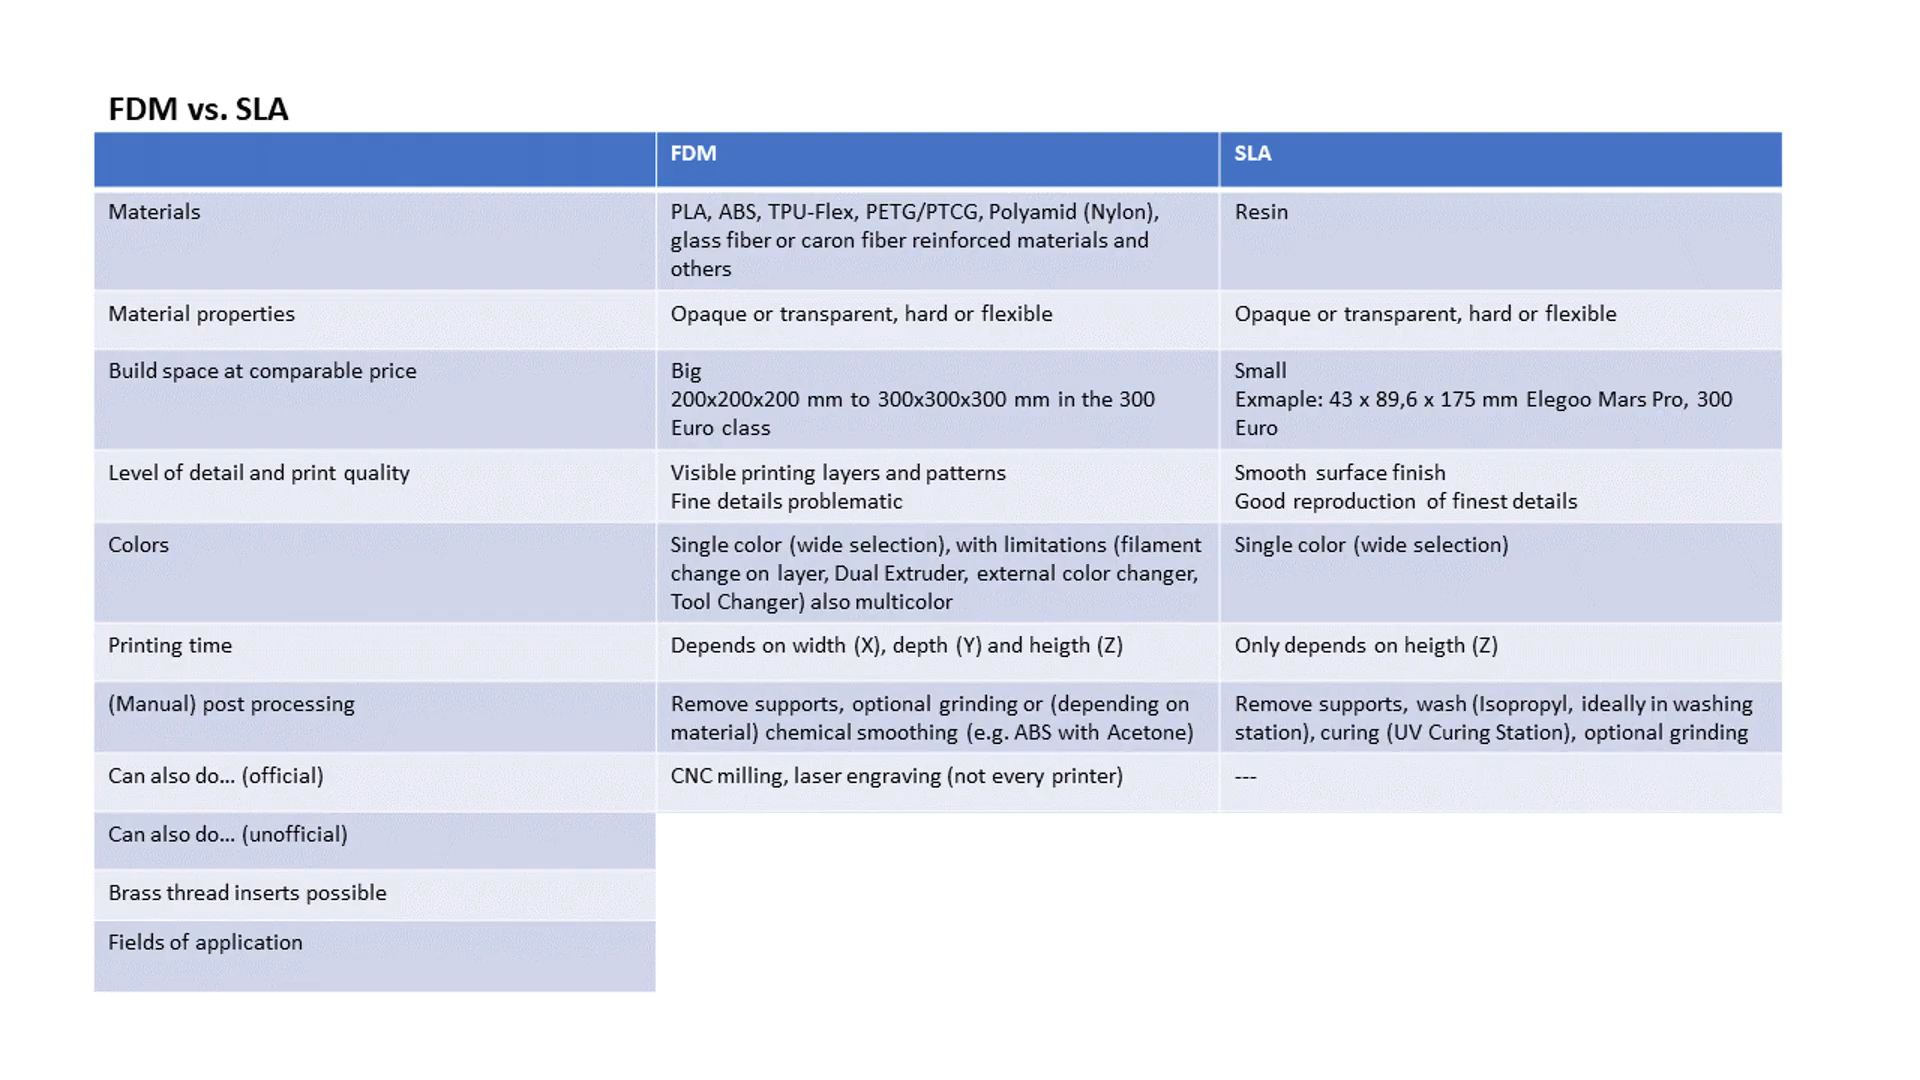 FDM vs. SLA
FDM
SLA
Materials
PLA, ABS, TPU-Flex, PETG/PTCG, Polyamid (Nylon),
glass fiber or caron fiber reinforced materials and
others
Resin
Material properties
Opaque or transparent, hard or flexible
Opaque or transparent, hard or flexible
Build space at comparable price
Big
200x200x200 mm to 300x300x300 mm in the 300
Euro class
Small
Exmaple: 43 x 89,6 x 175 mm Elegoo Mars Pro, 300
Euro
Level of detail and print quality
Visible printing layers and patterns
Fine details problematic
Smooth surface finish
Good reproduction of finest details
Colors
Single color (wide selection), with limitations (filament
change on layer, Dual Extruder, external color changer,
Tool Changer) also multicolor
Single color (wide selection)
Printing time
Depends on width (X), depth (Y) and heigth (Z)
Only depends on heigth (Z)
(Manual) post processing
Remove supports, optional grinding or (depending on
material) chemical smoothing (e.g. ABS with Acetone)
Remove supports, wash (Isopropyl, ideally in washing
station), curing (UV Curing Station), optional grinding
Can also do... (official)
CNC milling, laser engraving (not every printer)
---
Can also do... (unofficial)
Brass thread inserts possible
Fields of application